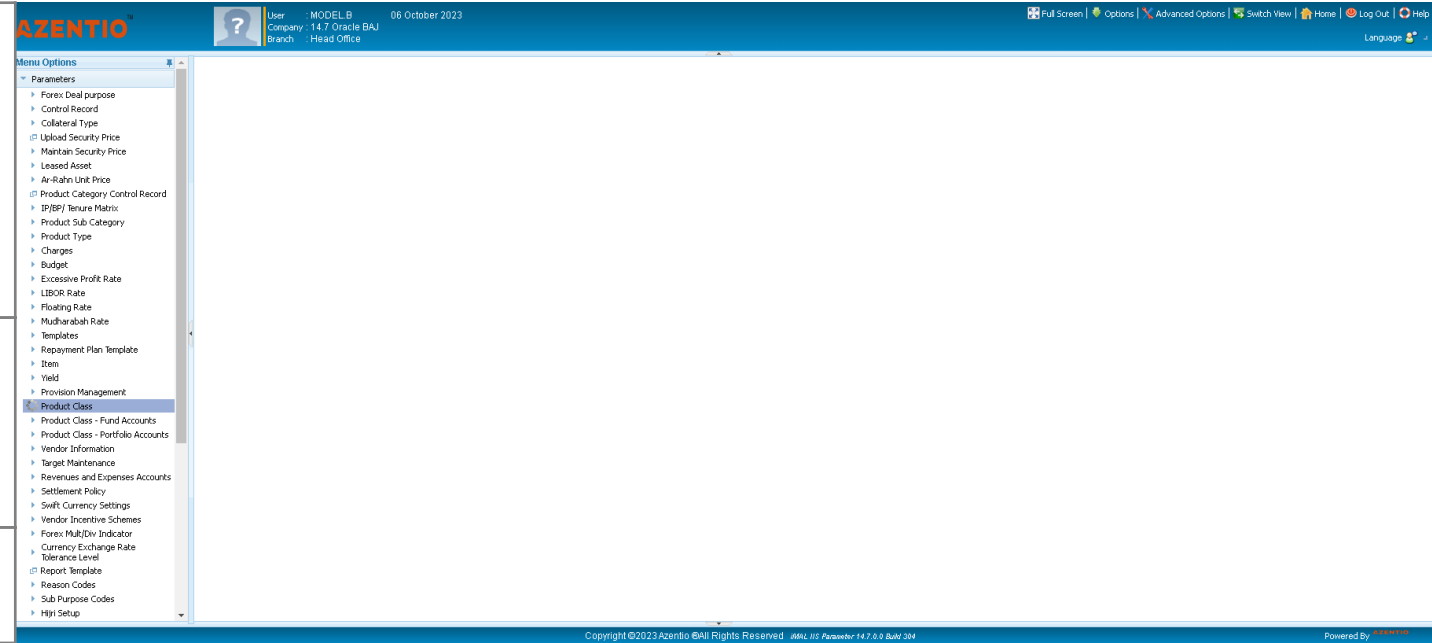 AZENTIO
User : MODEL.B 06 October 2023
Company : 14.7 Oracle BAJ
Branch : Head Office
Full Screen | Options | Advanced Options | Switch View | Home | Log Out | Help
Language
Menu Options
Parameters
Forex Deal purpose
Control Record
Collateral Type
Upload Security Price
Maintain Security Price
Leased Asset
Ar-Rahn Unit Price
Product Category Control Record
IP/BP/ Tenure Matrix
Product Sub Category
Product Type
Charges
Budget
Excessive Profit Rate
LIBOR Rate
Floating Rate
Mudharabah Rate
Templates
Repayment Plan Template
Item
Yield
Provision Management
Product Class
Product Class - Fund Accounts
Product Class - Portfolio Accounts
Vendor Information
Target Maintenance
Revenues and Expenses Accounts
Settlement Policy
Swift Currency Settings
Vendor Incentive Schemes
Forex Mult/Div Indicator
Currency Exchange Rate
Tolerance Level
Report Template
Reason Codes
Sub Purpose Codes
Hijri Setup
Copyright ©2023 Azentio ®All Rights Reserved iMAL IIS Parameter 14.7.0.0 Build 304
Powered By AZENTIO